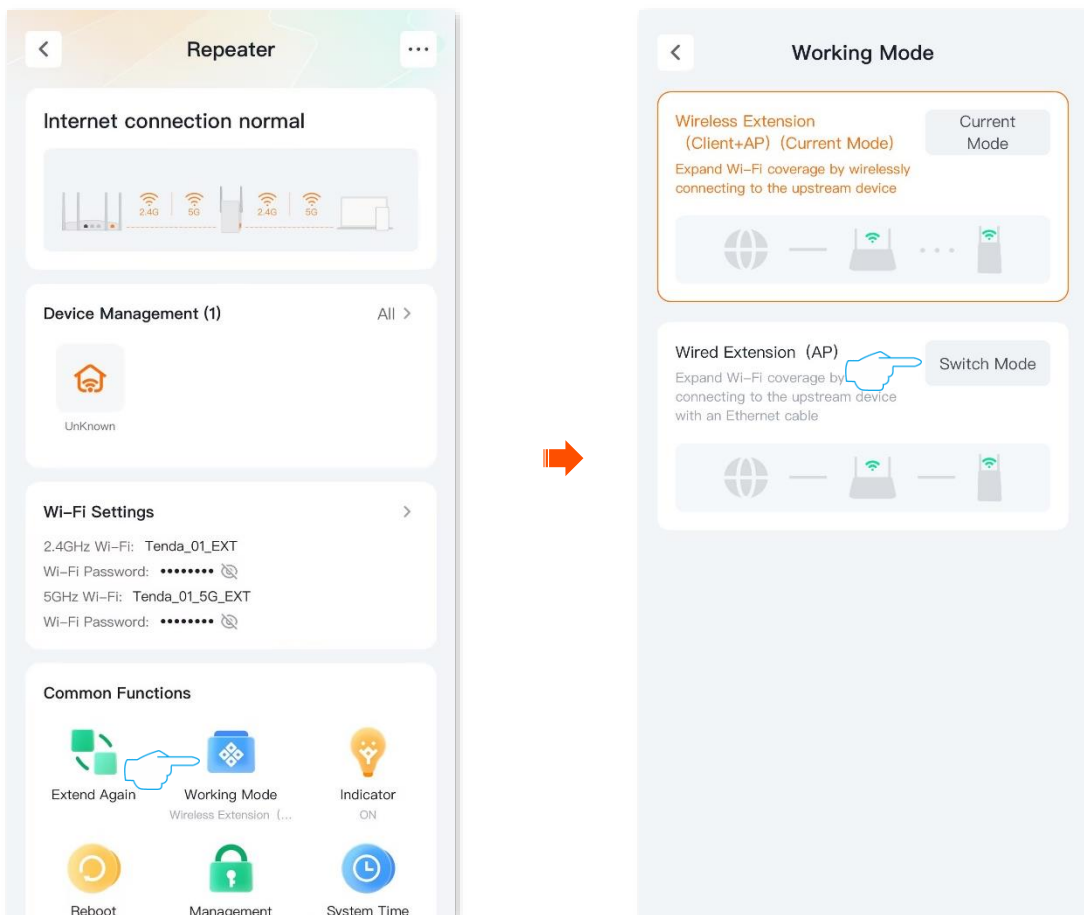 Repeater
...
Internet connection normal
2.4G
5G
2.4G
5G
Device Management (1)
All >
UnKnown
Wi-Fi Settings
>
2.4GHz Wi-Fi: Tenda_01_EXT
Wi-Fi Password: ••••••••
5GHz Wi-Fi: Tenda_01_5G_EXT
Wi-Fi Password: ••••••••
Common Functions
Extend Again
Working Mode
Wireless Extension (...
Indicator
ON
Reboot
Management
System Time
Working Mode
Wireless Extension
(Client+AP) (Current Mode)
Current
Mode
Expand Wi-Fi coverage by wirelessly
connecting to the upstream device
Wired Extension (AP)
Switch Mode
Expand Wi-Fi coverage by
connecting to the upstream device
with an Ethernet cable